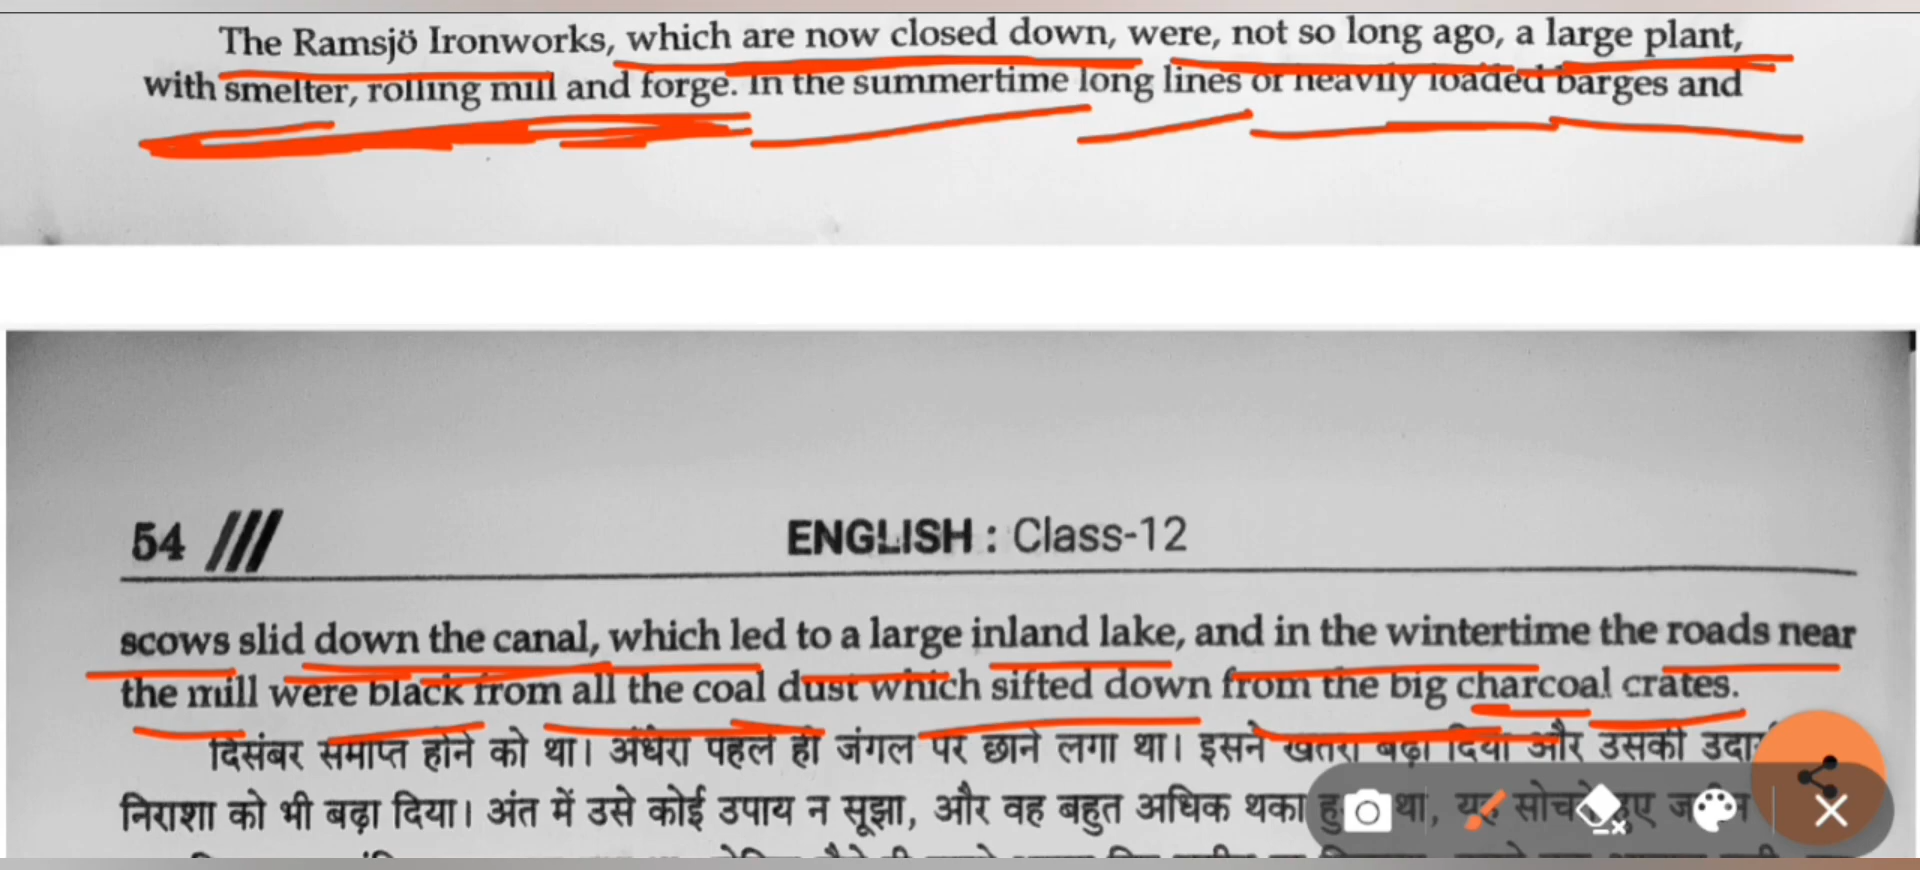 The Ramsjö Ironworks, which are now closed down, were, not so long ago, a large plant,
with smelter, rolling mill and forge. In the summertime long lines of heavily loaded barges and
54 ENGLISH : Class-12
scows slid down the canal, which led to a large inland lake, and in the wintertime the roads near
the mill were black from all the coal dust which sifted down from the big charcoal crates.
दिसंबर समाप्त होने को था। अंधेरा पहले ही जंगल पर छाने लगा था। इसने खतरा बढ़ा दिया और उसकी
निराशा को भी बढ़ा दिया। अंत में उसे कोई उपाय न सूझा, और वह बहुत अधिक थका था, यह